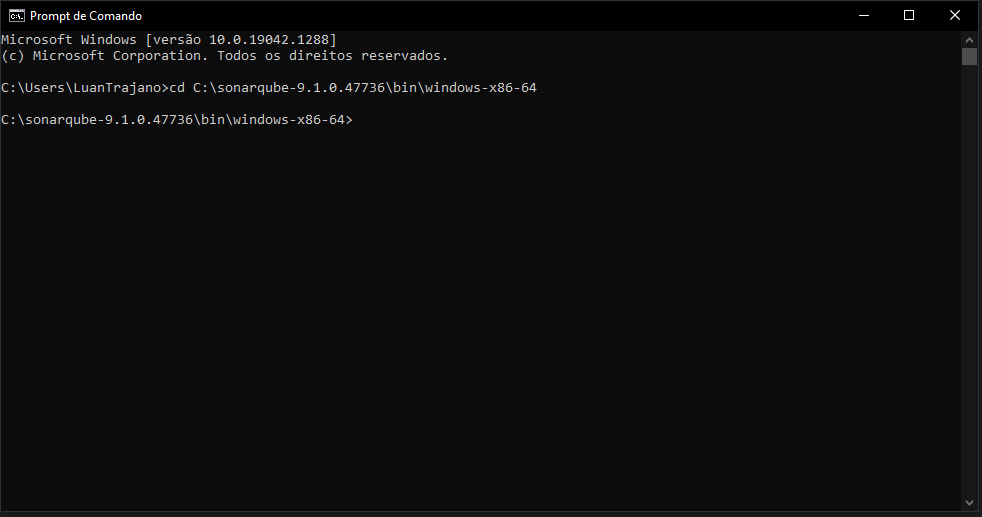 Prompt de Comando
Microsoft Windows [versão 10.0.19042.1288]
(c) Microsoft Corporation. Todos os direitos reservados.
C:\Users\LuanTrajano>cd C:\sonarqube-9.1.0.47736\bin\windows-x86-64
C:\sonarqube-9.1.0.47736\bin\windows-x86-64>